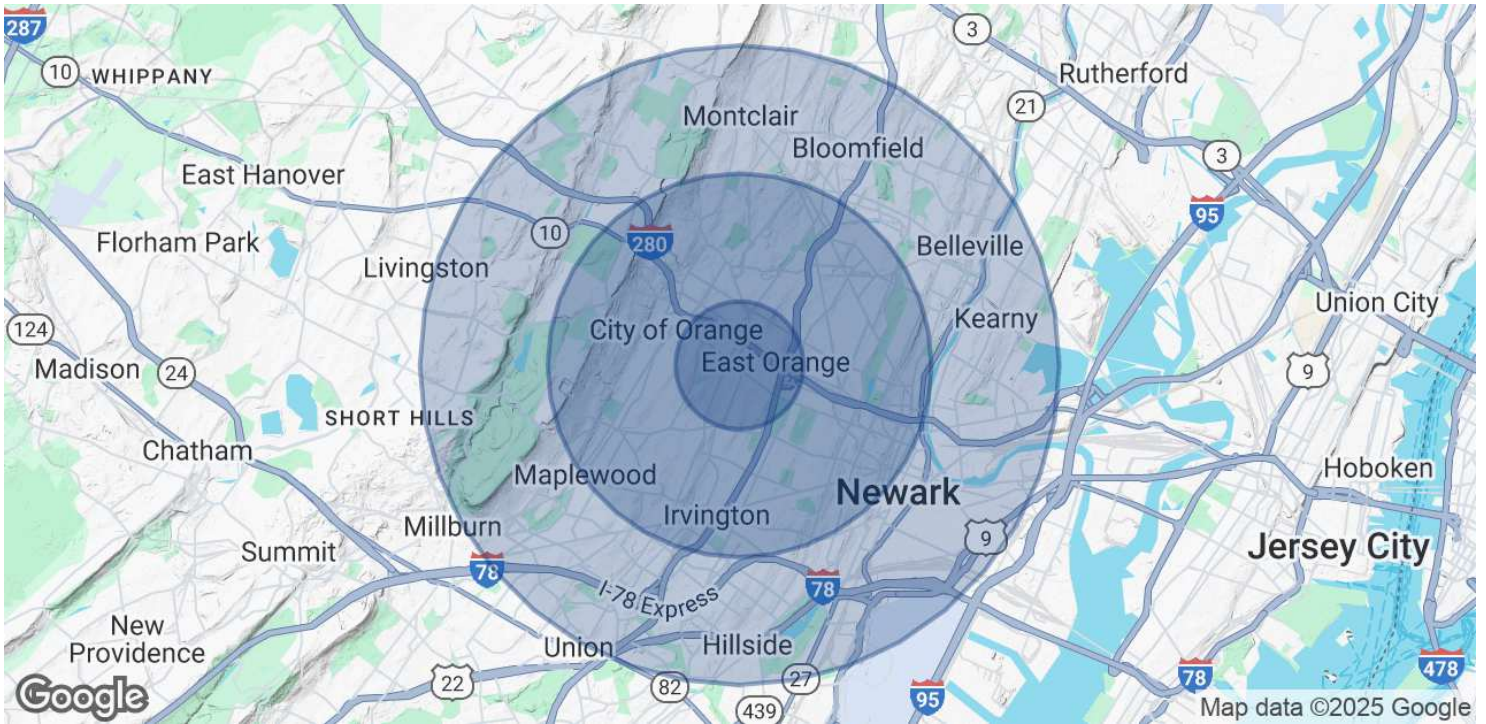 287
3
10
WHIPPANY
Rutherford
21
Montclair
Bloomfield
3
East Hanover
95
10
280
Florham Park
Belleville
Livingston
Union City
Kearny
124
City of Orange
East Orange
9
Madison
24
SHORT HILLS
Chatham
Hoboken
Maplewood
Newark
Irvington
Millburn
9
Jersey City
Summit
78
78
I-78 Express
New
Providence
Union
Hillside
478
22
82
27
78
95
439
Google
Map data ©2025 Google